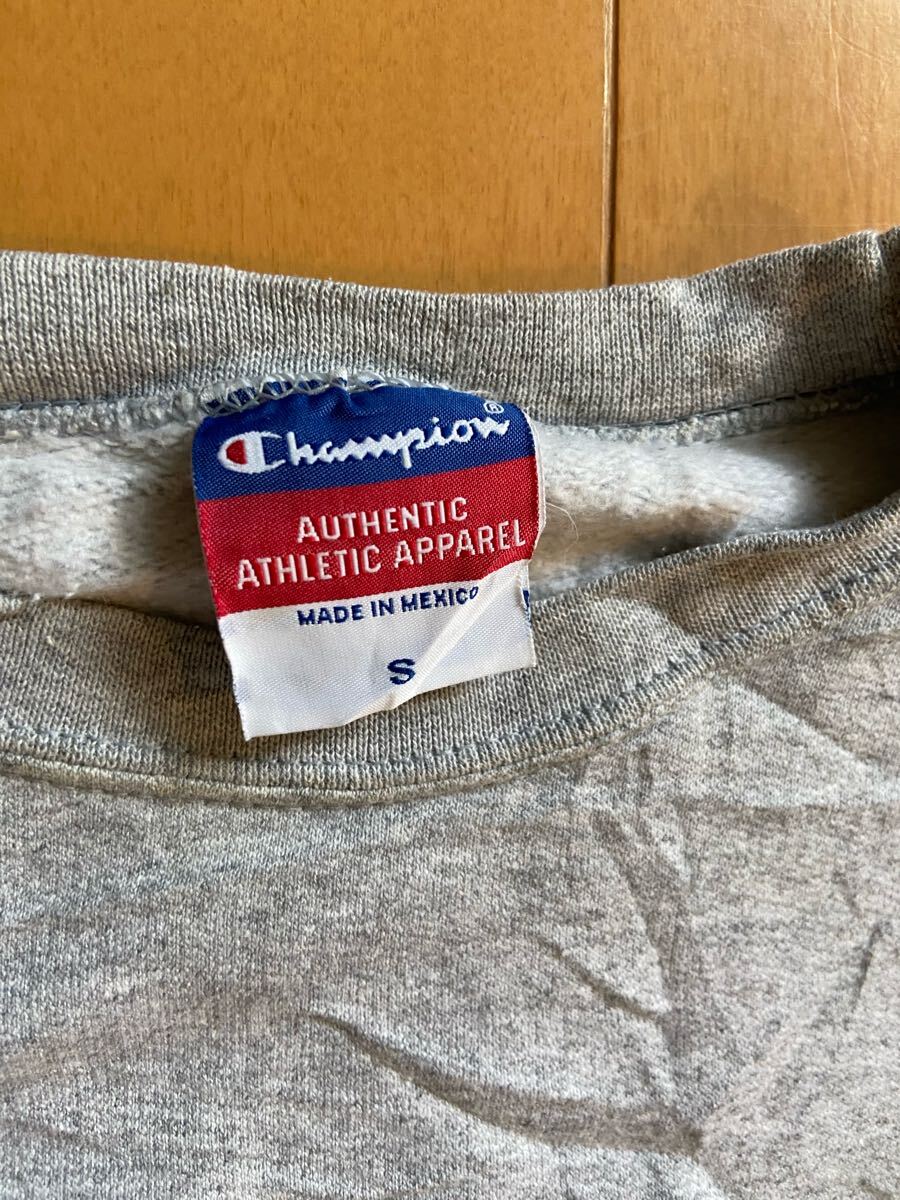 Champion®
AUTHENTIC
ATHLETIC APPAREL
MADE IN MEXICO
S